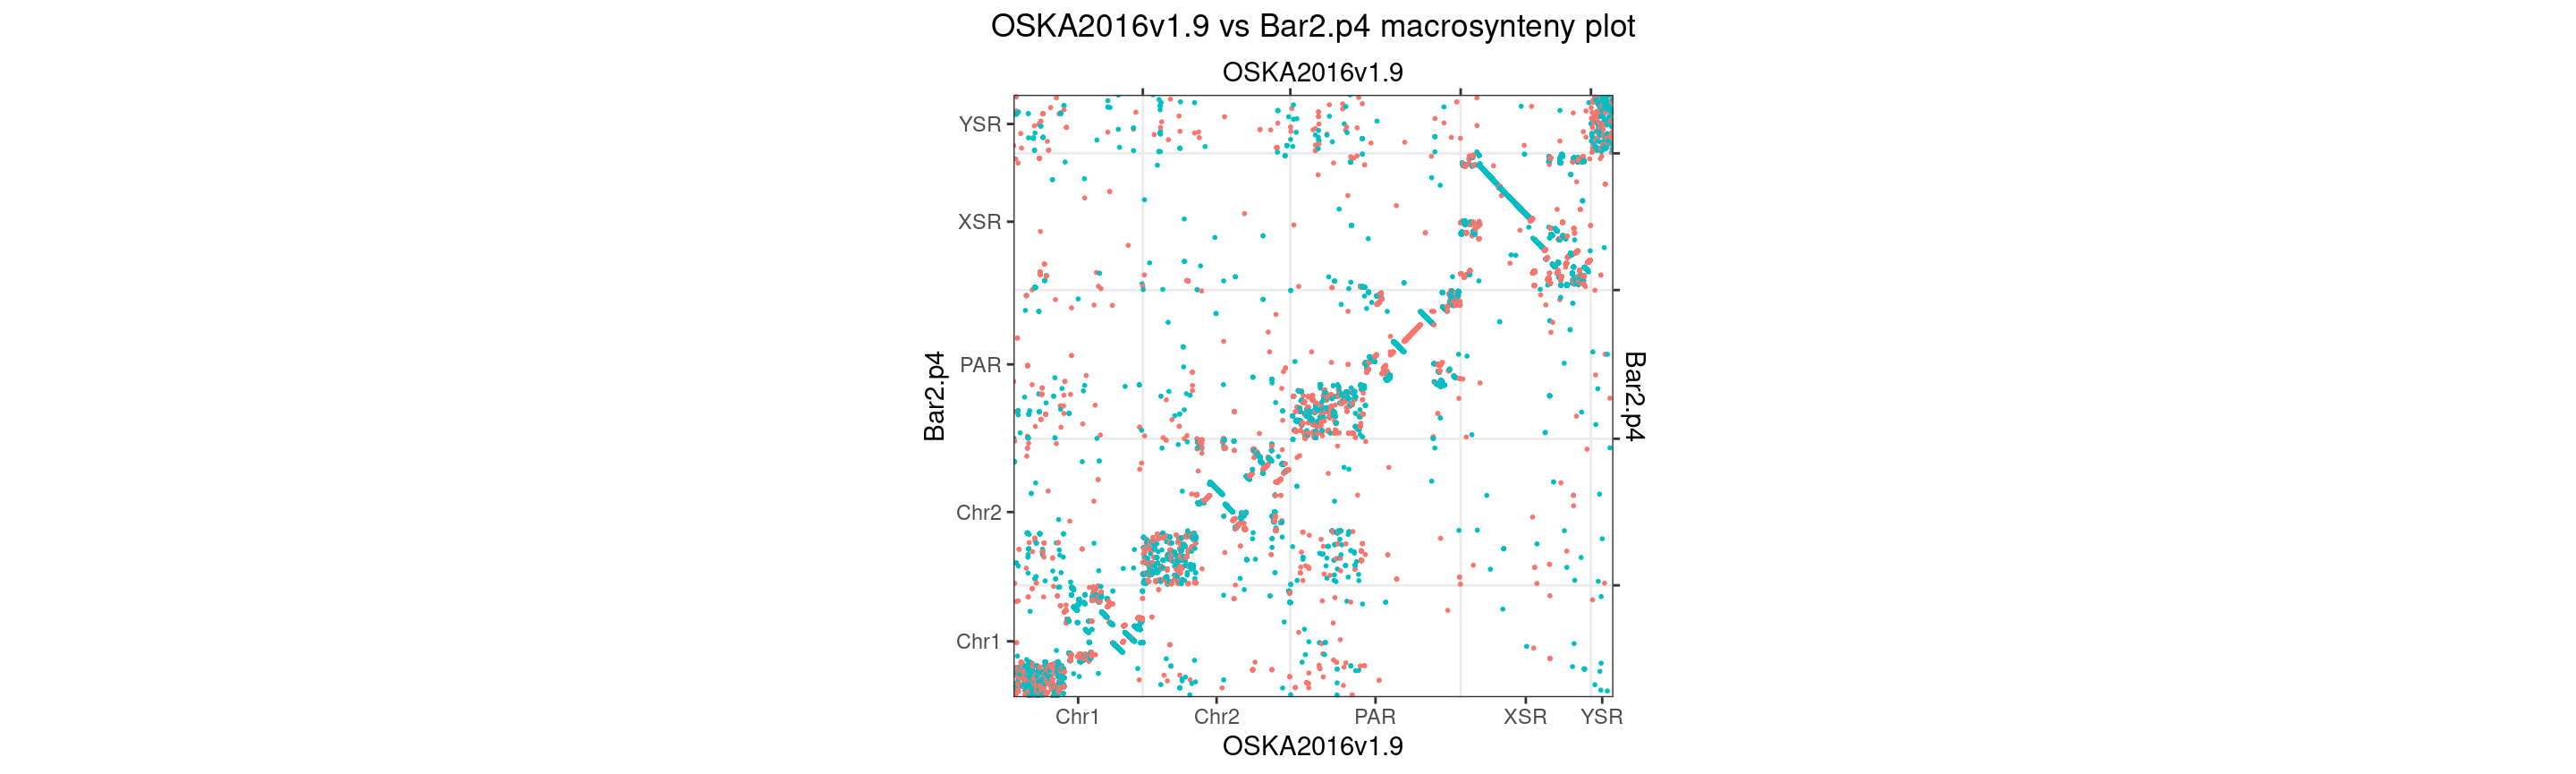 OSKA2016v1.9 vs Bar2.p4 macrosynteny plot
OSKA2016v1.9
YSR
XSR
PAR
Chr2
Chr1
Bar2.p4
Bar2.p4
Chr1 Chr2 PAR XSR YSR
OSKA2016v1.9